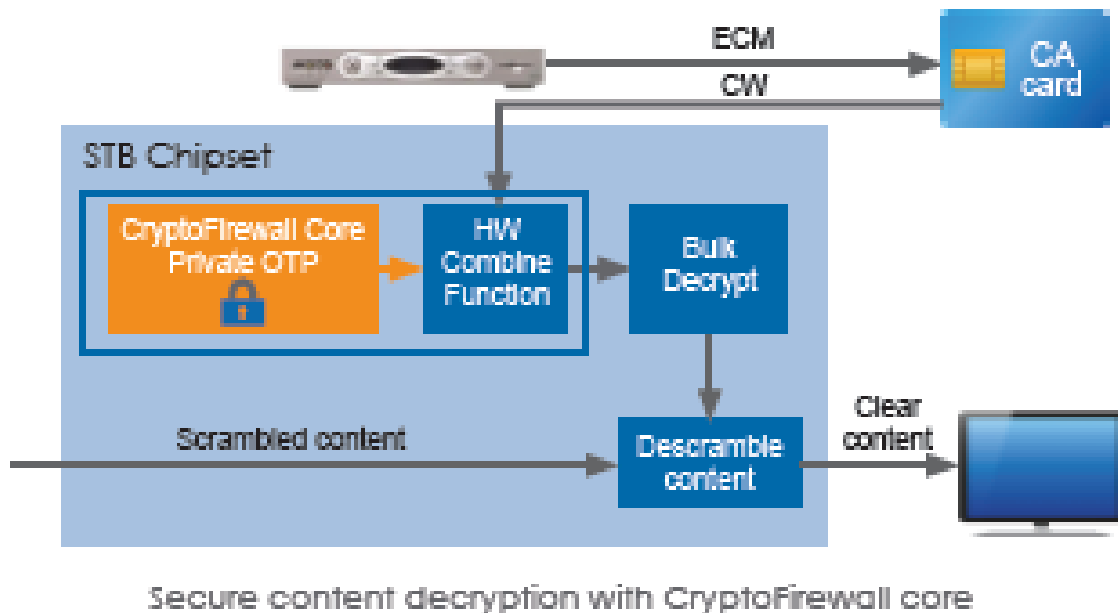 ECM
CA
card
CW
STB Chipset
CryptoFirewall Core
Private OTP
HW
Combine
Function
Bulk
Decrypt
Scrambled content
Descramble
content
Clear
content
Secure content decryption with CryptoFirewall core